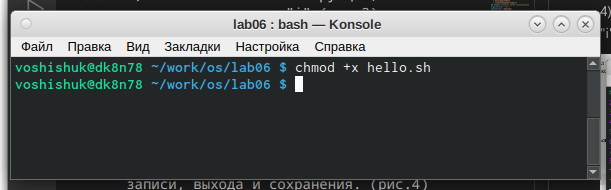 lab06 : bash — Konsole
Файл Правка Вид Закладки Настройка Справка
voshishuk@dk8n78 ~/work/os/lab06 $ chmod +x hello.sh
voshishuk@dk8n78 ~/work/os/lab06 $
записи, выхода и сохранения. (рис.4)